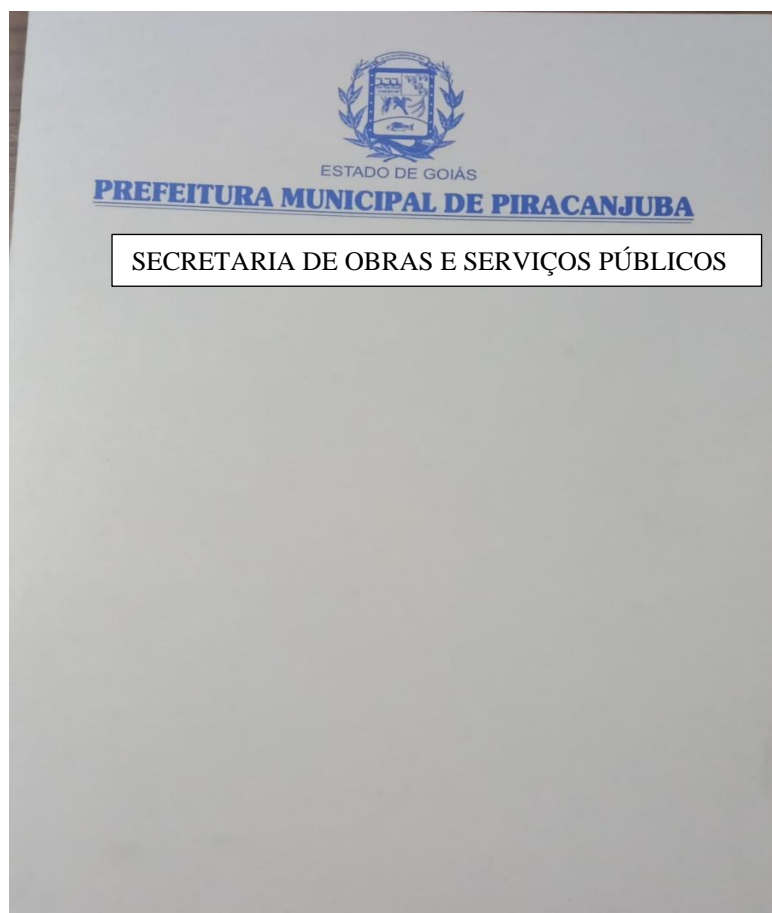 ESTADO DE GOIÁS
PREFEITURA MUNICIPAL DE PIRACANJUBA
SECRETARIA DE OBRAS E SERVIÇOS PÚBLICOS